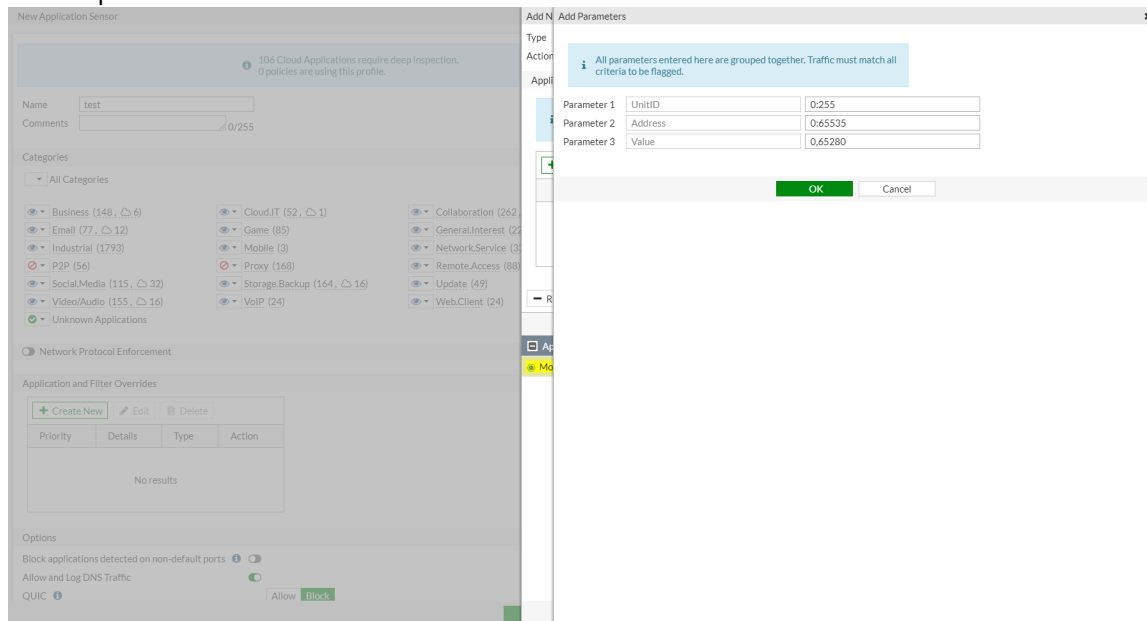 New Application Sensor
106 Cloud Applications require deep inspection.
0 policies are using this profile.
Name test
Comments 0/255
Categories
All Categories
Business (148, 6) Cloud.IT (52, 1) Collaboration (262,
Email (77, 12) Game (85) General.Interest (22
Industrial (1793) Mobile (3) Network.Service (33
P2P (56) Proxy (168) Remote.Access (88)
Social.Media (115, 32) Storage.Backup (164, 16) Update (49)
Video/Audio (155, 16) VoIP (24) Web.Client (24)
Unknown Applications
Network Protocol Enforcement
Application and Filter Overrides
Create New Edit Delete
Priority Details Type Action
No results
Options
Block applications detected on non-default ports
Allow and Log DNS Traffic
QUIC Allow Block
Add N
Type
Action
Appli
R
Ap
Mo
Add Parameters
All parameters entered here are grouped together. Traffic must match all
criteria to be flagged.
Parameter 1 UnitID 0:255
Parameter 2 Address 0:65535
Parameter 3 Value 0,65280
OK Cancel